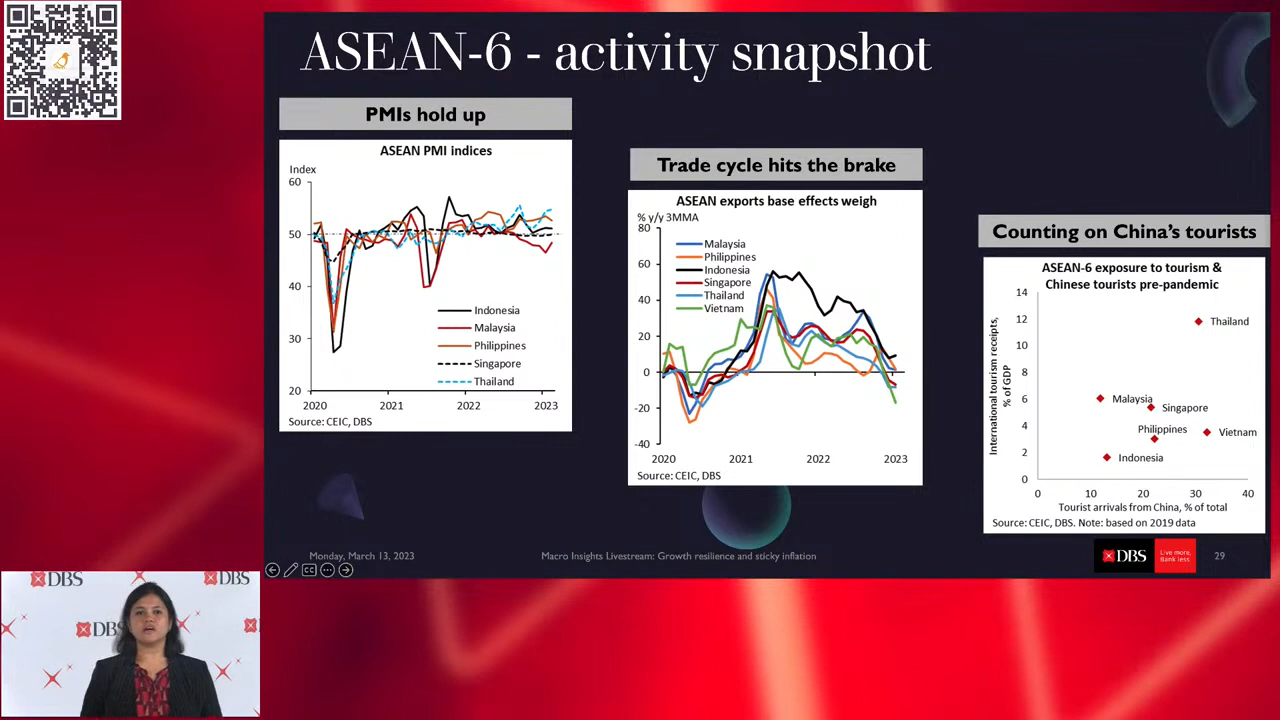 ASEAN-6 - activity snapshot
PMIs hold up
ASEAN PMI indices
Index
60
50
40
30
20
Indonesia
Malaysia
Philippines
Singapore
Thailand
2020 2021 2022 2023
Source: CEIC, DBS
Trade cycle hits the brake
ASEAN exports base effects weigh
% y/y 3MMA
80
60
40
20
0
-20
-40
Malaysia
Philippines
Indonesia
Singapore
Thailand
Vietnam
2020 2021 2022 2023
Source: CEIC, DBS
Counting on China's tourists
ASEAN-6 exposure to tourism &
Chinese tourists pre-pandemic
International tourism receipts,
% of GDP
14
12
10
8
6
4
2
0
Thailand
Malaysia
Singapore
Philippines
Vietnam
Indonesia
0 10 20 30 40
Tourist arrivals from China, % of total
Source: CEIC, DBS. Note: based on 2019 data
Monday, March 13, 2023
Macro Insights Livestream: Growth resilience and sticky inflation
DBS
Live more,
Bank less
29
CC
DBS
DBS
DBS